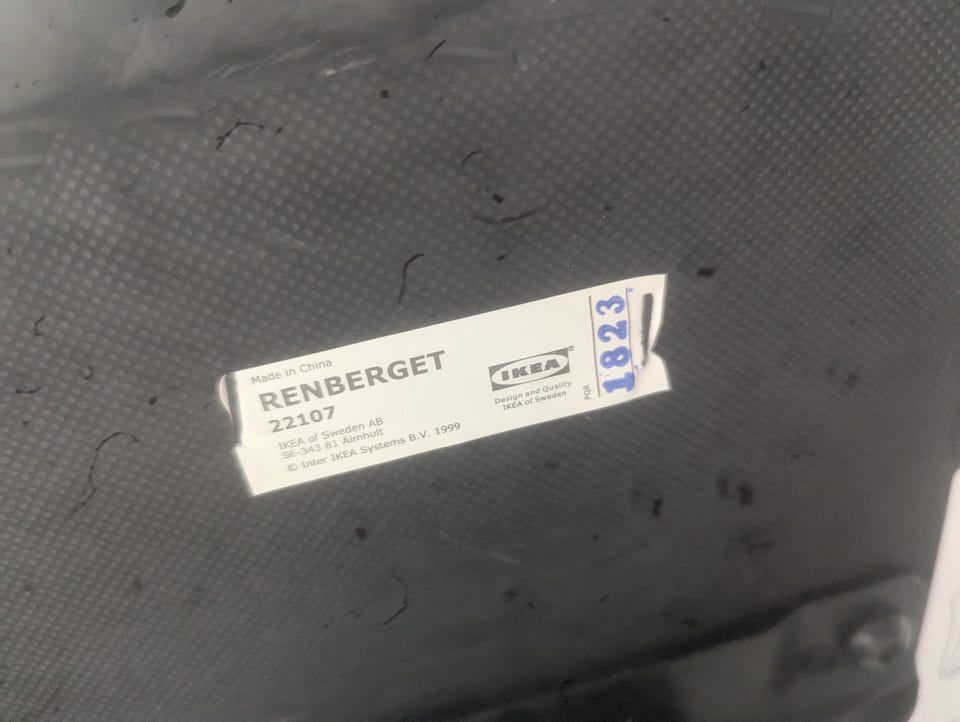 Made in China
RENBERGET
22107
IKEA of Sweden AB
SE-343 81 Älmhult
© Inter IKEA Systems B.V. 1999
IKEA®
Design and Quality
IKEA of Sweden
PQR
1823